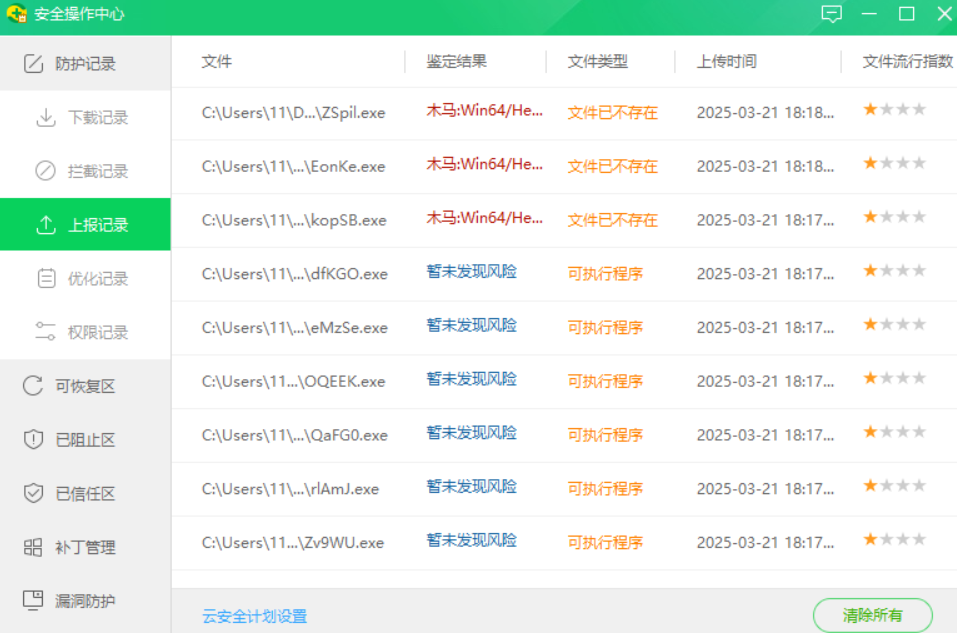 安全操作中心
防护记录
下载记录
拦截记录
上报记录
优化记录
权限记录
可恢复区
已阻止区
已信任区
补丁管理
漏洞防护
文件 鉴定结果 文件类型 上传时间 文件流行指数
C:\Users\11\D...\ZSpil.exe 木马:Win64/He... 文件已不存在 2025-03-21 18:18...
C:\Users\11\...\EonKe.exe 木马:Win64/He... 文件已不存在 2025-03-21 18:18...
C:\Users\11\...\kopSB.exe 木马:Win64/He... 文件已不存在 2025-03-21 18:17...
C:\Users\11\...\dfKGO.exe 暂未发现风险 可执行程序 2025-03-21 18:17...
C:\Users\11\...\eMzSe.exe 暂未发现风险 可执行程序 2025-03-21 18:17...
C:\Users\11...\OQEEK.exe 暂未发现风险 可执行程序 2025-03-21 18:17...
C:\Users\11\...\QaFG0.exe 暂未发现风险 可执行程序 2025-03-21 18:17...
C:\Users\11\...\rlAmJ.exe 暂未发现风险 可执行程序 2025-03-21 18:17...
C:\Users\11...\Zv9WU.exe 暂未发现风险 可执行程序 2025-03-21 18:17...
云安全计划设置 清除所有